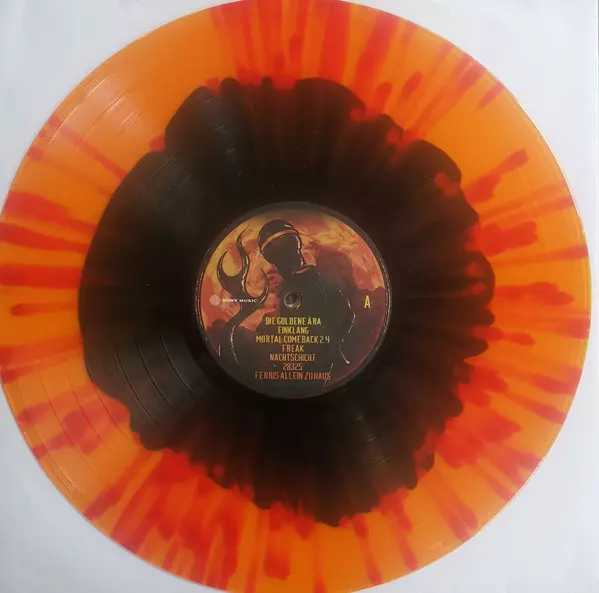 SONY MUSIC
A
DIE GOLDENE ÄRA
EINKLANG
MORTAL COMEBACK 2.4
FREAK
NACHTSCHICHT
28325
FERRIS ALLEIN ZU HAUS